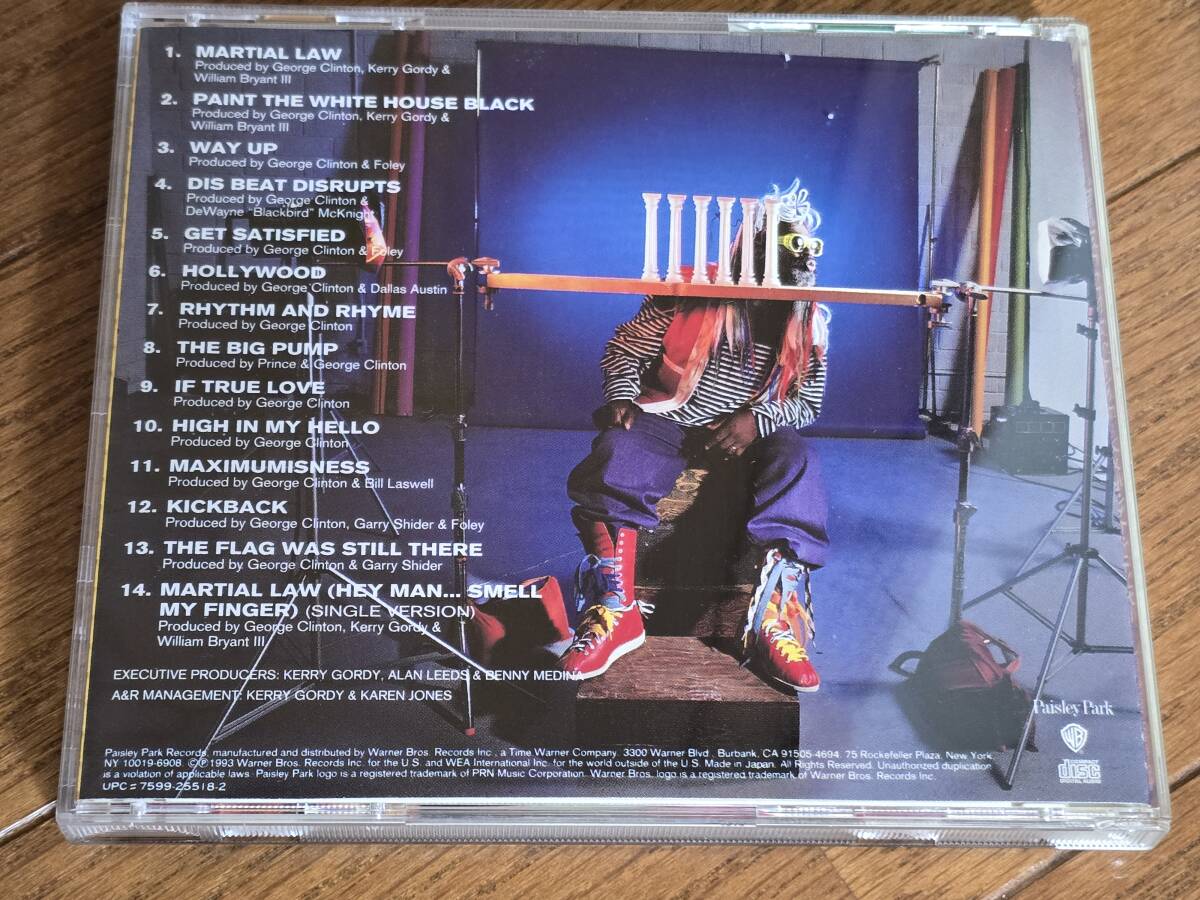 1. MARTIAL LAW
Produced by George Clinton, Kerry Gordy &
William Bryant III
2. PAINT THE WHITE HOUSE BLACK
Produced by George Clinton, Kerry Gordy &
William Bryant III
3. WAY UP
Produced by George Clinton & Foley
4. DIS BEAT DISRUPTS
Produced by George Clinton &
DeWayne "Blackbird" McKnight
5. GET SATISFIED
Produced by George Clinton & Foley
6. HOLLYWOOD
Produced by George Clinton & Dallas Austin
7. RHYTHM AND RHYME
Produced by George Clinton
8. THE BIG PUMP
Produced by Prince & George Clinton
9. IF TRUE LOVE
Produced by George Clinton
10. HIGH IN MY HELLO
Produced by George Clinton
11. MAXIMUMISNESS
Produced by George Clinton & Bill Laswell
12. KICKBACK
Produced by George Clinton, Garry Shider & Foley
13. THE FLAG WAS STILL THERE
Produced by George Clinton & Garry Shider
14. MARTIAL LAW (HEY MAN... SMELL
MY FINGER) (SINGLE VERSION)
Produced by George Clinton, Kerry Gordy &
William Bryant III
EXECUTIVE PRODUCERS: KERRY GORDY, ALAN LEEDS & BENNY MEDINA
A&R MANAGEMENT: KERRY GORDY & KAREN JONES
Paisley Park
WB
COMPACT
disc
DIGITAL AUDIO
Paisley Park Records, manufactured and distributed by Warner Bros. Records Inc., a Time Warner Company. 3300 Warner Blvd., Burbank, CA 91505-4694. 75 Rockefeller Plaza, New York,
NY 10019-6908. ©℗ 1993 Warner Bros. Records Inc. for the U.S. and WEA International Inc. for the world outside of the U.S. Made in Japan. All Rights Reserved. Unauthorized duplication
is a violation of applicable laws. Paisley Park logo is a registered trademark of PRN Music Corporation. Warner Bros. logo is a registered trademark of Warner Bros. Records Inc.
UPC = 7599-25518-2